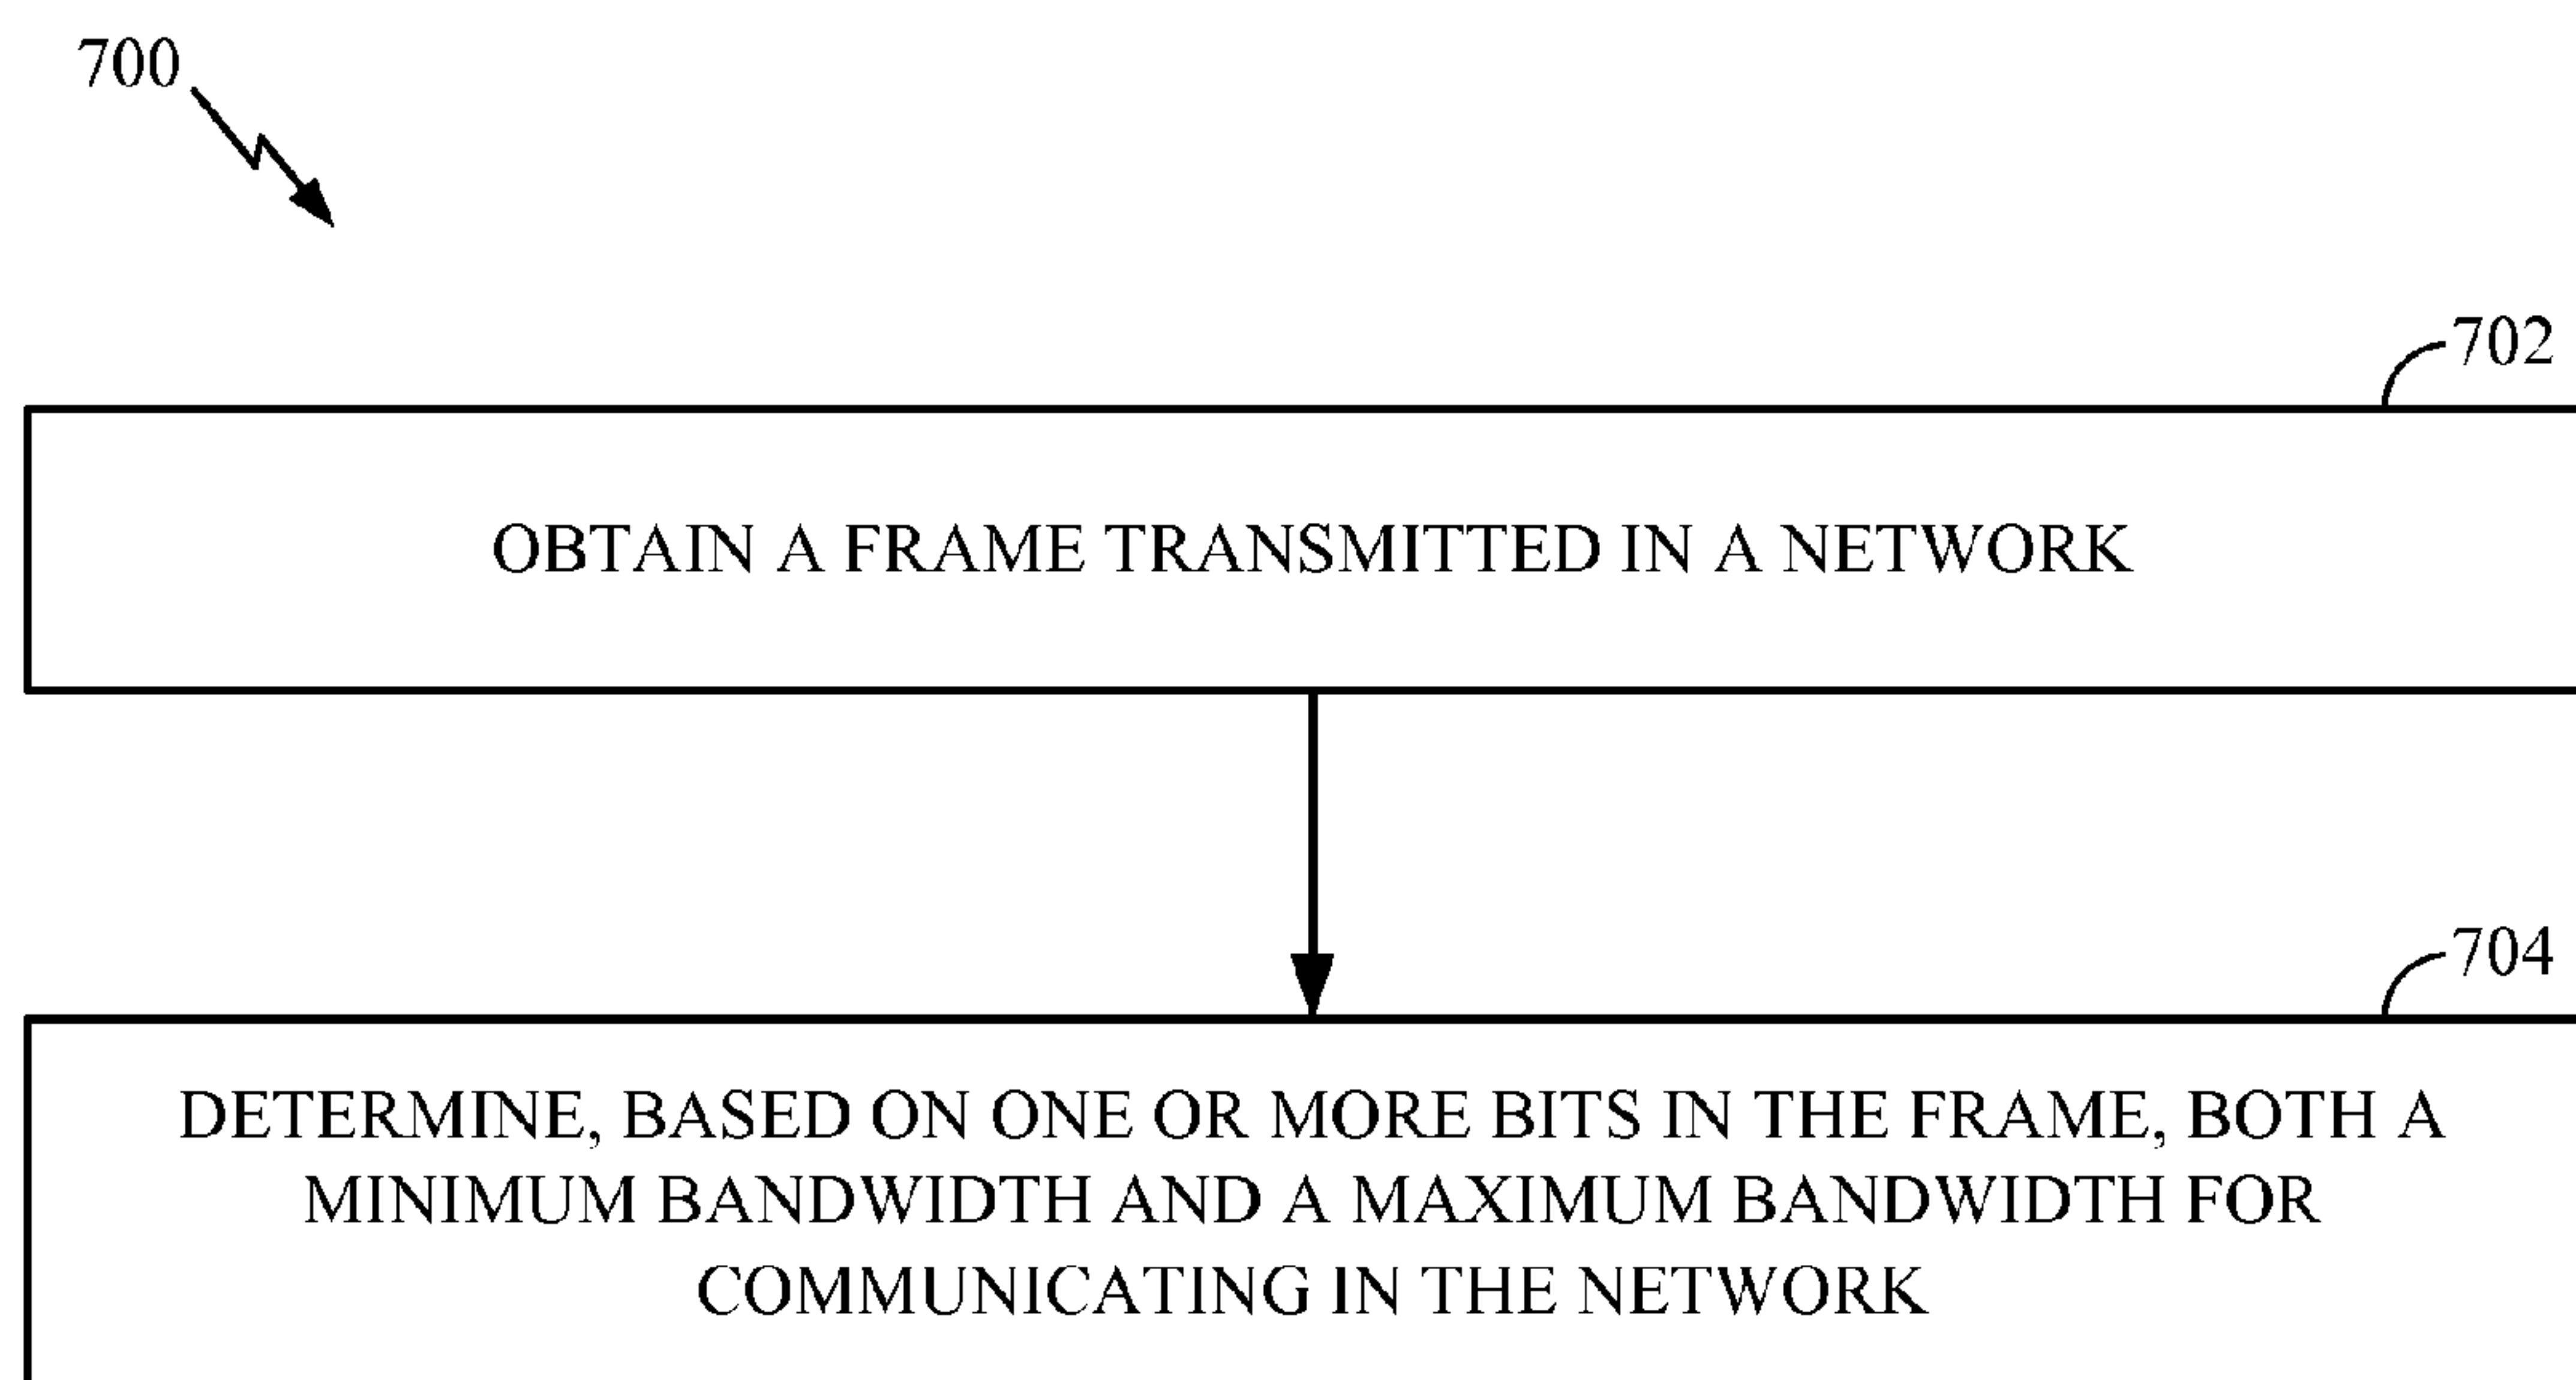 700
702
OBTAIN A FRAME TRANSMITTED IN A NETWORK
704
DETERMINE, BASED ON ONE OR MORE BITS IN THE FRAME, BOTH A
MINIMUM BANDWIDTH AND A MAXIMUM BANDWIDTH FOR
COMMUNICATING IN THE NETWORK